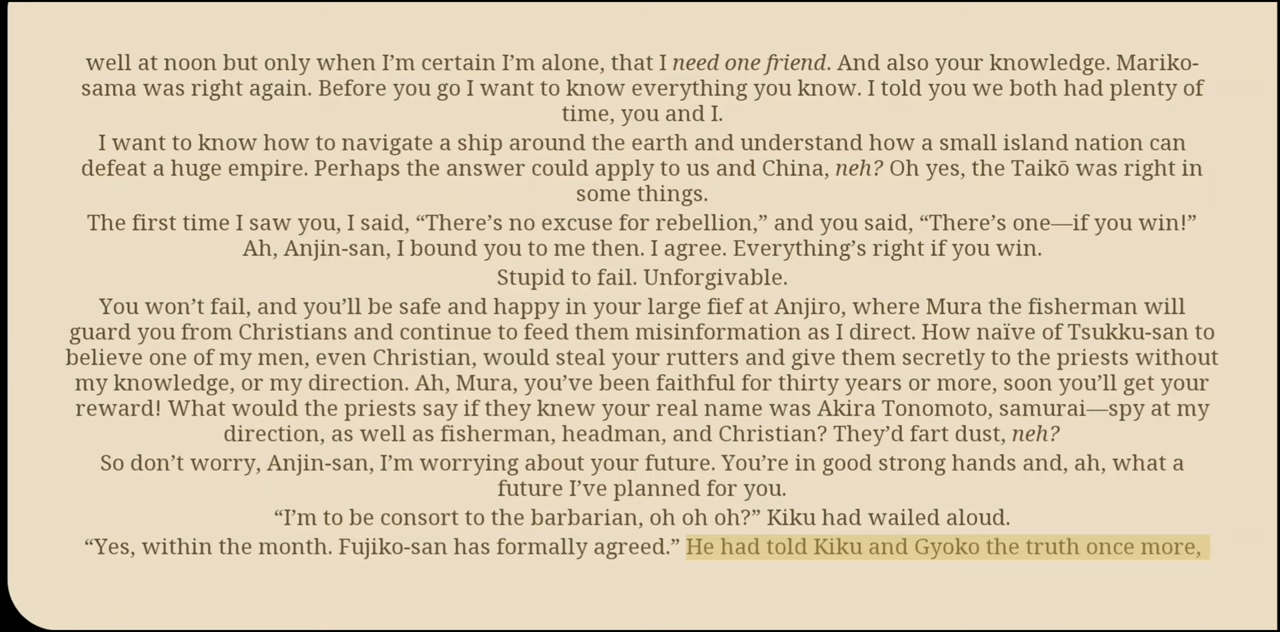 well at noon but only when I’m certain I’m alone, that I need one friend. And also your knowledge. Mariko-
sama was right again. Before you go I want to know everything you know. I told you we both had plenty of
time, you and I.
I want to know how to navigate a ship around the earth and understand how a small island nation can
defeat a huge empire. Perhaps the answer could apply to us and China, neh? Oh yes, the Taikō was right in
some things.
The first time I saw you, I said, “There’s no excuse for rebellion,” and you said, “There’s one—if you win!”
Ah, Anjin-san, I bound you to me then. I agree. Everything’s right if you win.
Stupid to fail. Unforgivable.
You won’t fail, and you’ll be safe and happy in your large fief at Anjiro, where Mura the fisherman will
guard you from Christians and continue to feed them misinformation as I direct. How naïve of Tsukku-san to
believe one of my men, even Christian, would steal your rutters and give them secretly to the priests without
my knowledge, or my direction. Ah, Mura, you’ve been faithful for thirty years or more, soon you’ll get your
reward! What would the priests say if they knew your real name was Akira Tonomoto, samurai—spy at my
direction, as well as fisherman, headman, and Christian? They’d fart dust, neh?
So don’t worry, Anjin-san, I’m worrying about your future. You’re in good strong hands and, ah, what a
future I’ve planned for you.
“I’m to be consort to the barbarian, oh oh oh?” Kiku had wailed aloud.
“Yes, within the month. Fujiko-san has formally agreed.” He had told Kiku and Gyoko the truth once more,